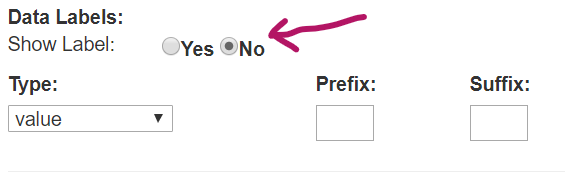 Data Labels:
Show Label: Yes No
Type: Prefix: Suffix:
value